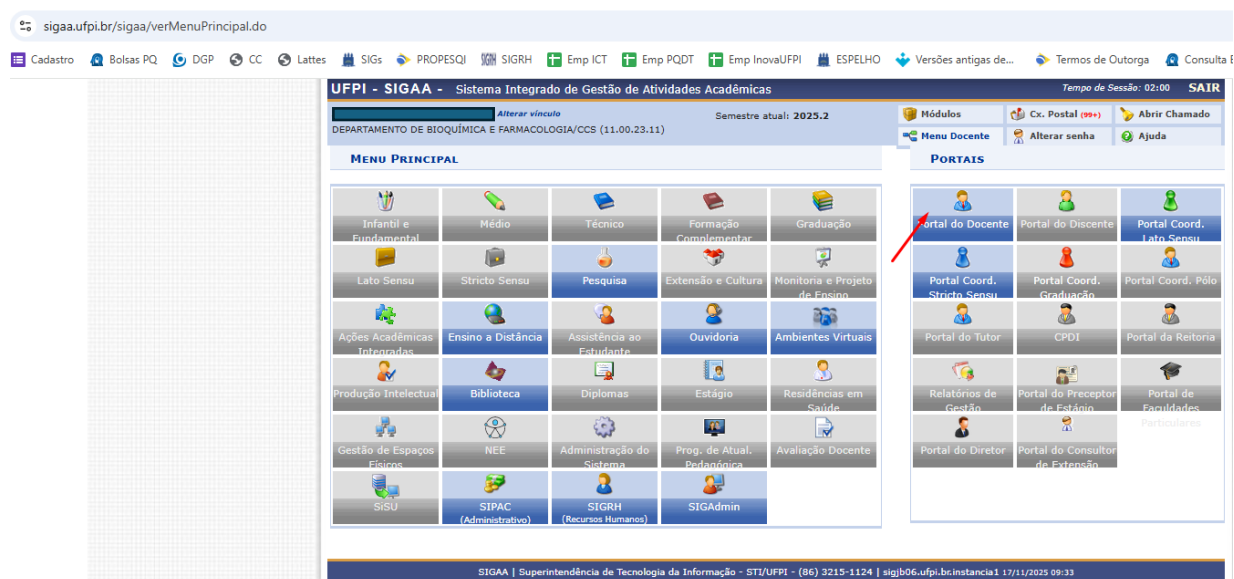 sigaa.ufpi.br/sigaa/verMenuPrincipal.do
Cadastro Bolsas PQ DGP CC Lattes SIGs PROPESQI SIGRH Emp ICT Emp PQDT Emp InovaUFPI ESPELHO Versões antigas de... Termos de Outorga Consulta E
UFPI - SIGAA - Sistema Integrado de Gestão de Atividades Acadêmicas Tempo de Sessão: 02:00 SAIR
Alterar vínculo Semestre atual: 2025.2 Módulos Cx. Postal (99+) Abrir Chamado
DEPARTAMENTO DE BIOQUÍMICA E FARMACOLOGIA/CCS (11.00.23.11) Menu Docente Alterar senha Ajuda
MENU PRINCIPAL
Infantil e Fundamental
Médio
Técnico
Formação Complementar
Graduação
Lato Sensu
Stricto Sensu
Pesquisa
Extensão e Cultura
Monitoria e Projeto de Ensino
Ações Acadêmicas Integradas
Ensino a Distância
Assistência ao Estudante
Ouvidoria
Ambientes Virtuais
Produção Intelectual
Biblioteca
Diplomas
Estágio
Residências em Saúde
Gestão de Espaços Físicos
NEE
Administração do Sistema
Prog. de Atual. Pedagógica
Avaliação Docente
SiSU
SIPAC (Administrativo)
SIGRH (Recursos Humanos)
SIGAdmin
PORTAIS
Portal do Docente
Portal do Discente
Portal Coord. Lato Sensu
Portal Coord. Stricto Sensu
Portal Coord. Graduação
Portal Coord. Pólo
Portal do Tutor
CPDI
Portal da Reitoria
Relatórios de Gestão
Portal do Preceptor de Estágio
Portal de Faculdades Particulares
Portal do Diretor
Portal do Consultor de Extensão
SIGAA | Superintendência de Tecnologia da Informação - STI/UFPI - (86) 3215-1124 | sigjb06.ufpi.br.instancia1 17/11/2025 09:33